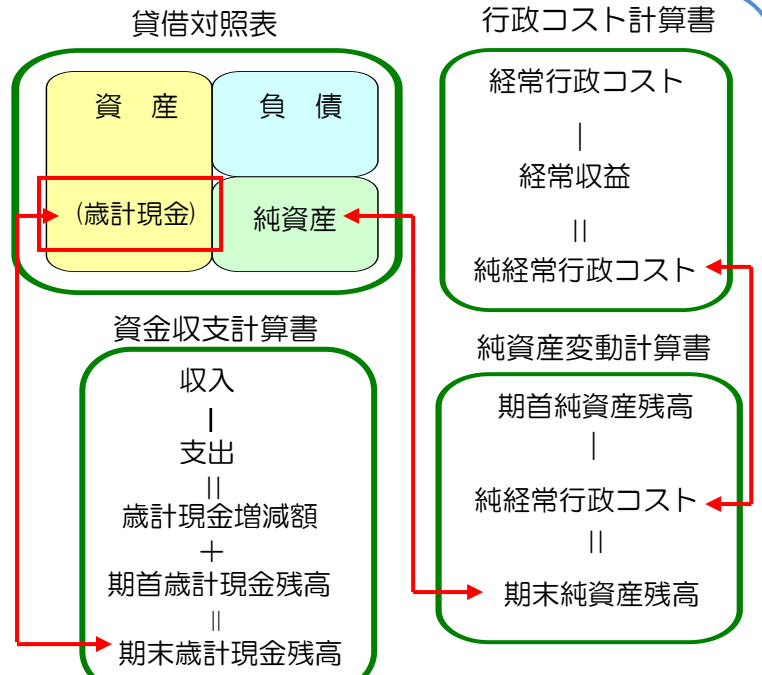 貸借対照表
資　産
負　債
(歳計現金)
純資産
行政コスト計算書
経常行政コスト
｜
経常収益
||
純経常行政コスト
資金収支計算書
収入
｜
支出
||
歳計現金増減額
＋
期首歳計現金残高
||
期末歳計現金残高
純資産変動計算書
期首純資産残高
｜
純経常行政コスト
||
期末純資産残高